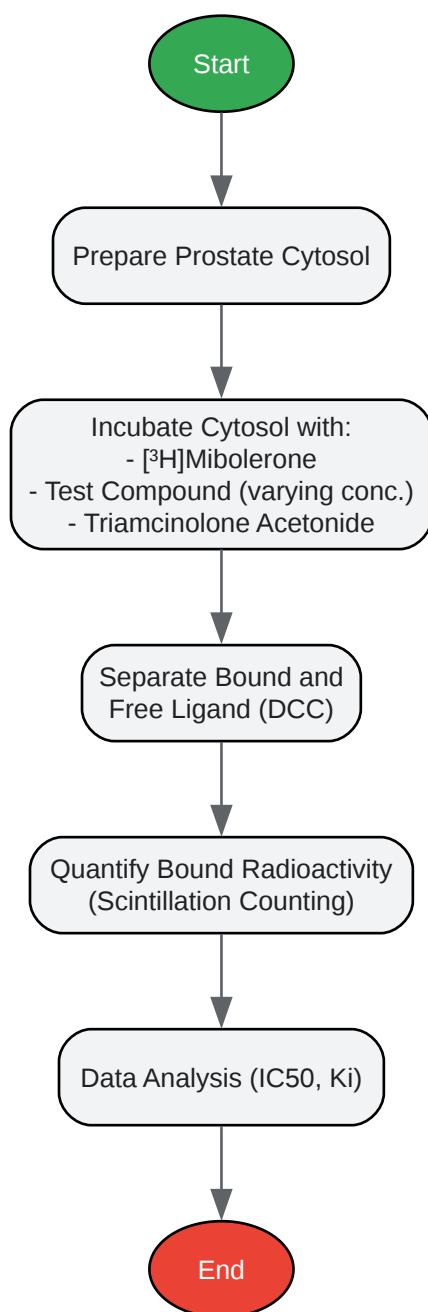 Start
Prepare Prostate Cytosol
Incubate Cytosol with:
- [³H]Mibolerone
- Test Compound (varying conc.)
- Triamcinolone Acetonide
Separate Bound and
Free Ligand (DCC)
Quantify Bound Radioactivity
(Scintillation Counting)
Data Analysis (IC50, Ki)
End